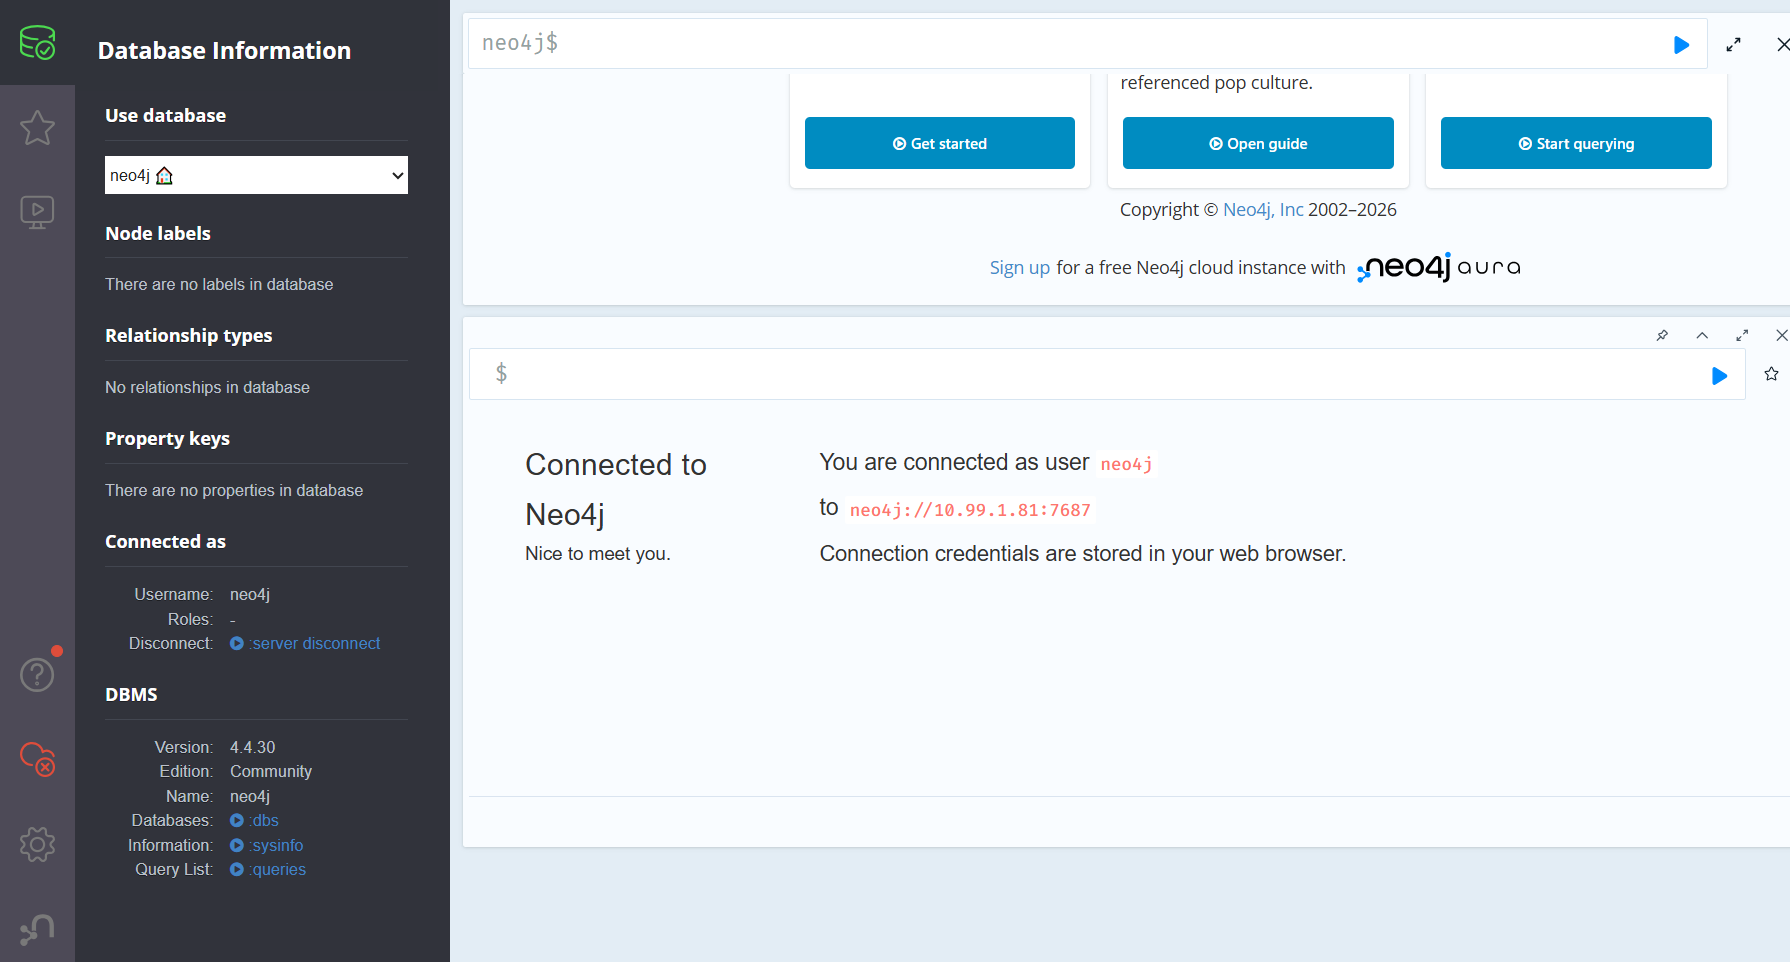 Database Information
Use database
neo4j
Node labels
There are no labels in database
Relationship types
No relationships in database
Property keys
There are no properties in database
Connected as
Username: neo4j
Roles: -
Disconnect: :server disconnect
DBMS
Version: 4.4.30
Edition: Community
Name: neo4j
Databases: :dbs
Information: :sysinfo
Query List: :queries
neo4j$
referenced pop culture.
Get started
Open guide
Start querying
Copyright © Neo4j, Inc 2002–2026
Sign up for a free Neo4j cloud instance with neo4j aura
$
Connected to
Neo4j
Nice to meet you.
You are connected as user neo4j
to neo4j://10.99.1.81:7687
Connection credentials are stored in your web browser.